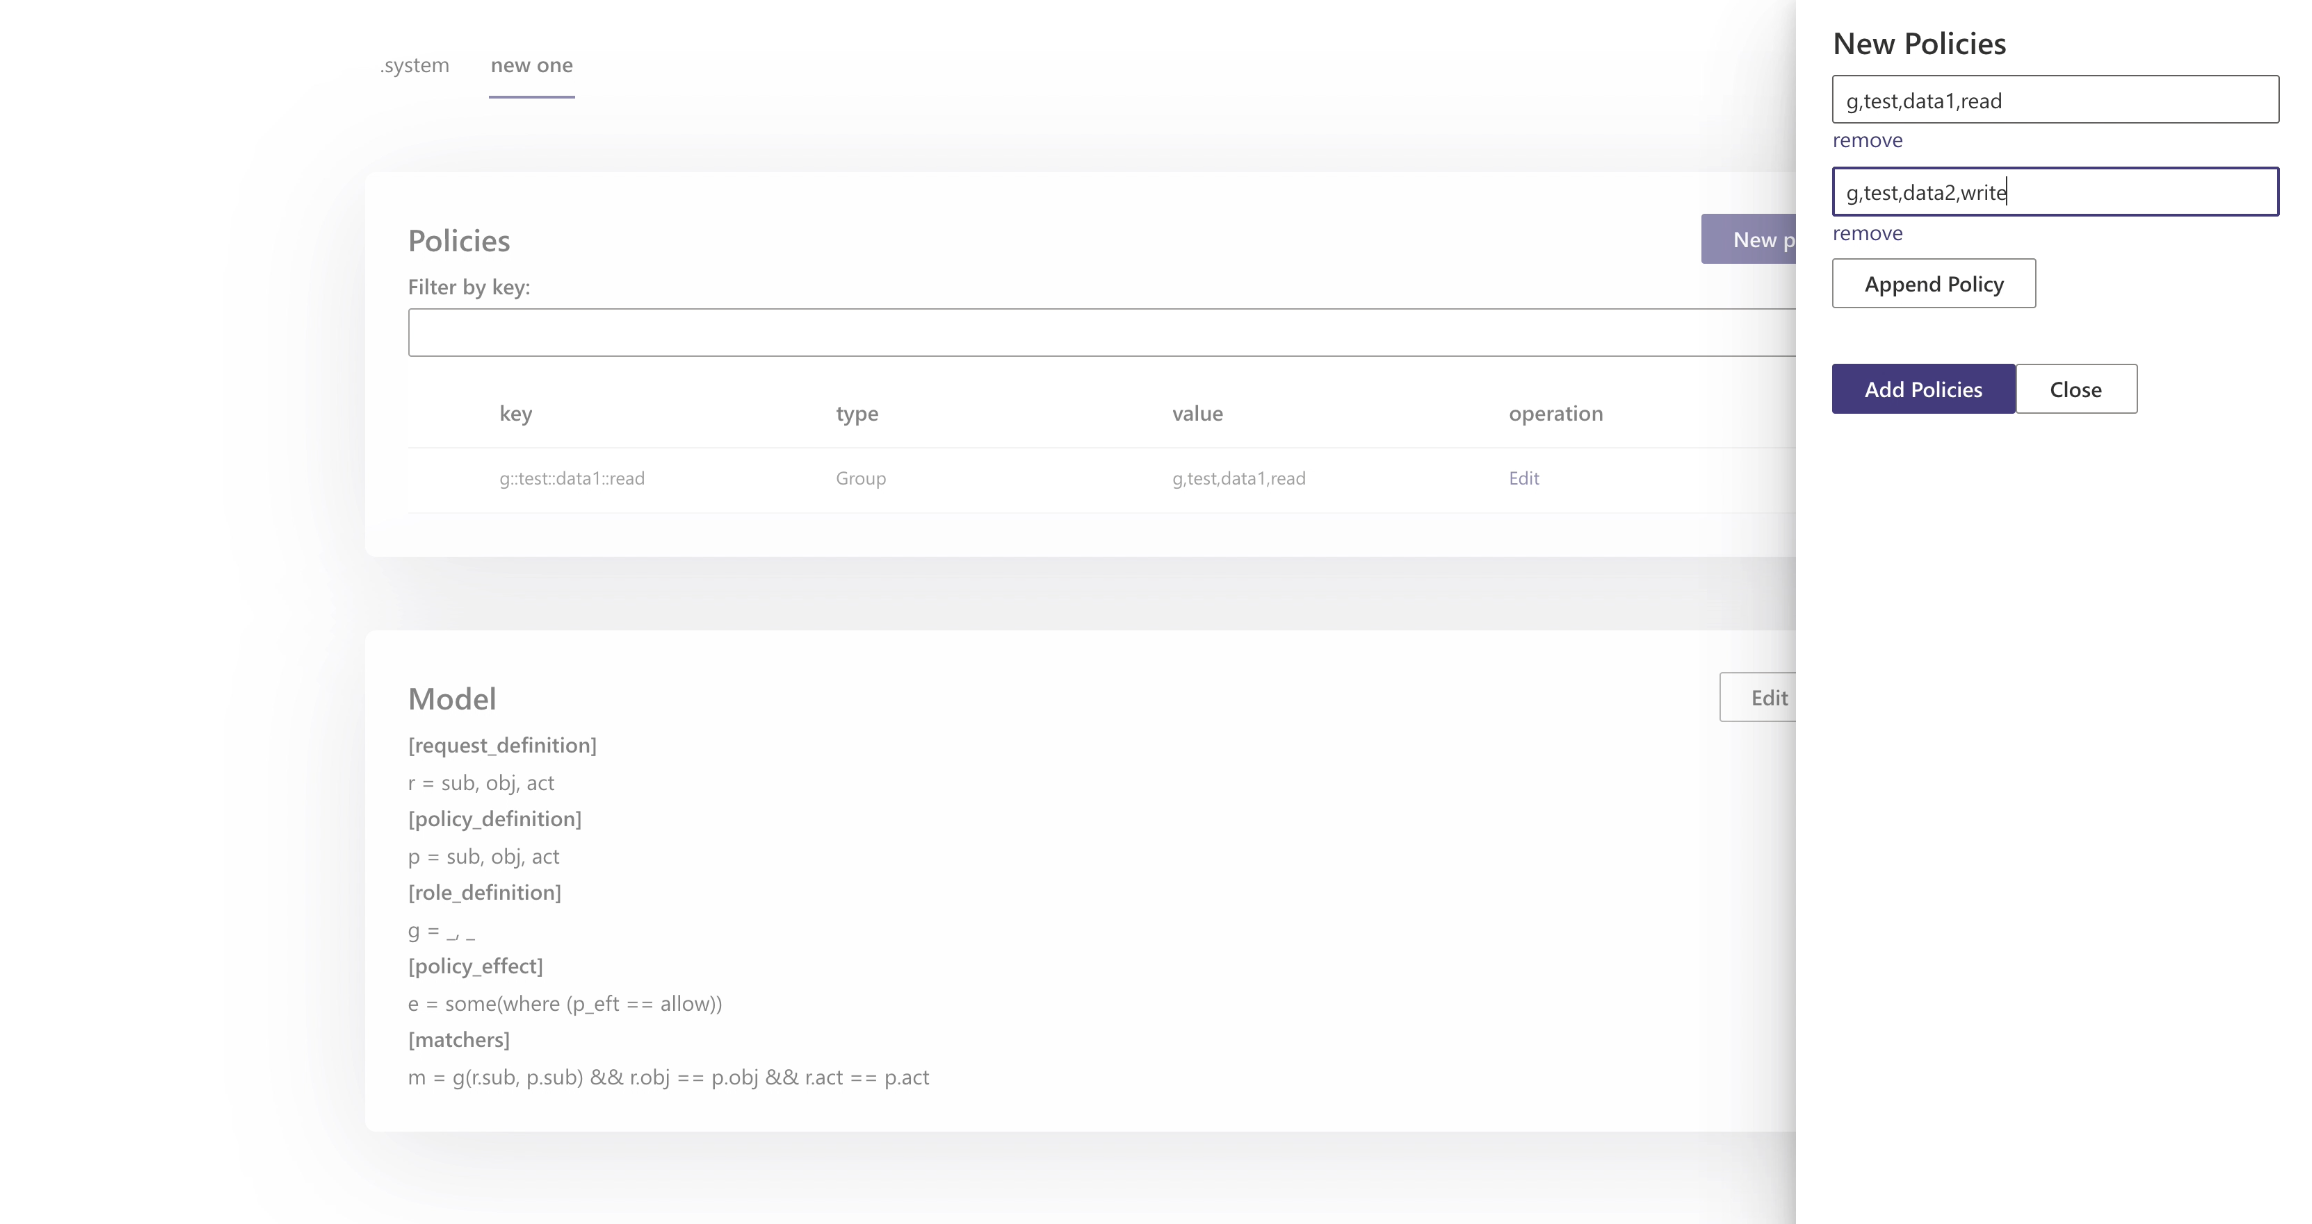 .system new one
Policies
New p
Filter by key:
key type value operation
g::test::data1::read Group g,test,data1,read Edit
Model
Edit
[request_definition]
r = sub, obj, act
[policy_definition]
p = sub, obj, act
[role_definition]
g = _, _
[policy_effect]
e = some(where (p_eft == allow))
[matchers]
m = g(r.sub, p.sub) && r.obj == p.obj && r.act == p.act
New Policies
g,test,data1,read
remove
g,test,data2,write
remove
Append Policy
Add Policies Close